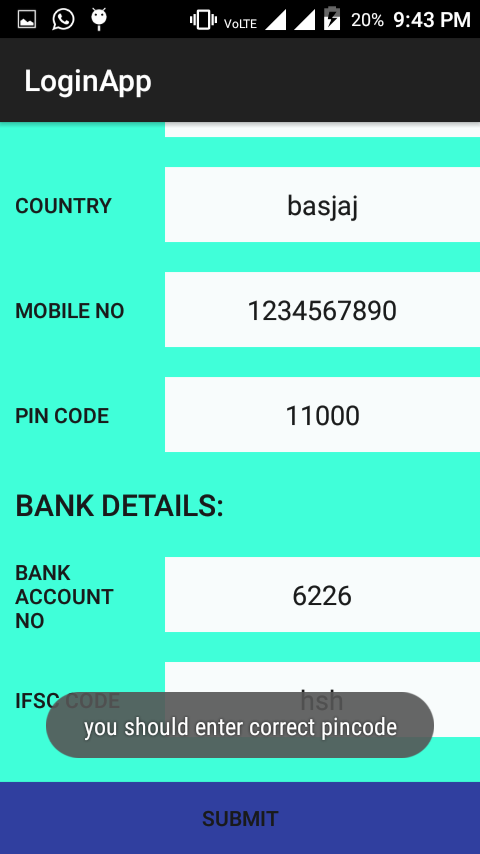 VoLTE 20% 9:43 PM
LoginApp
COUNTRY basjaj
MOBILE NO 1234567890
PIN CODE 11000
BANK DETAILS:
BANK
ACCOUNT
NO
6226
IFSC CODE hsh
you should enter correct pincode
SUBMIT